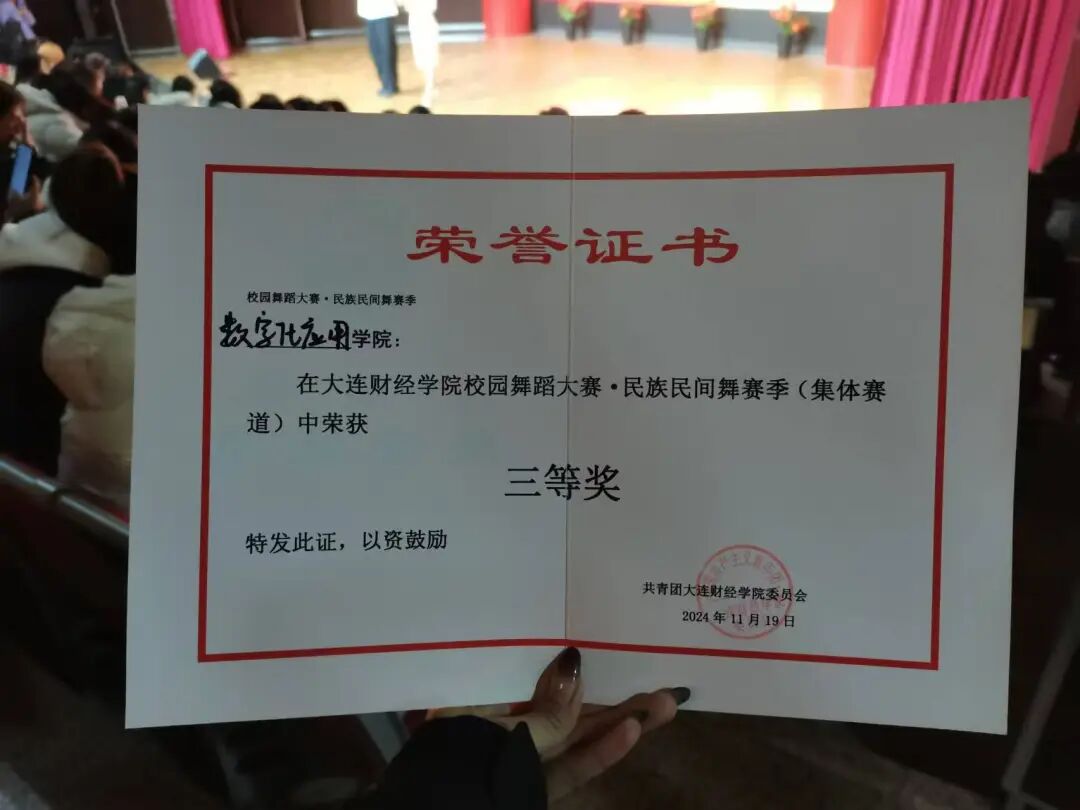 荣誉证书
校园舞蹈大赛·民族民间舞赛季
数字化应用学院：
在大连财经学院校园舞蹈大赛·民族民间舞赛季（集体赛
道）中荣获
三等奖
特发此证，以资鼓励
共青团大连财经学院委员会
2024年11月19日